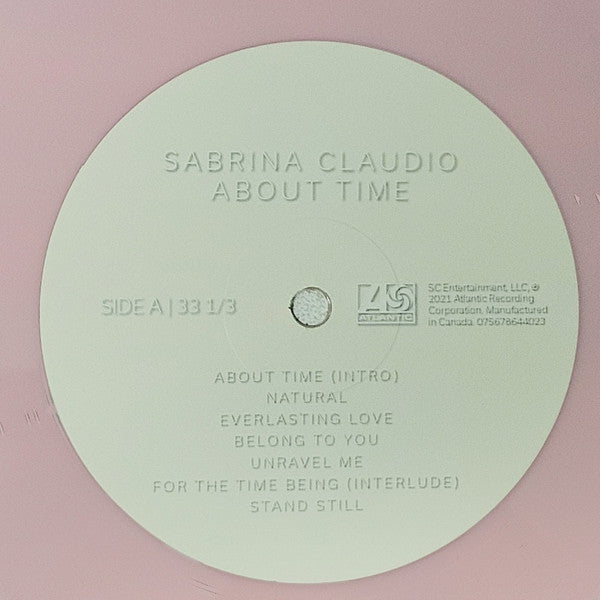 SABRINA CLAUDIO
ABOUT TIME
SIDE A | 33 1/3
ATLANTIC
SC Entertainment, LLC, ℗
2021 Atlantic Recording
Corporation. Manufactured
in Canada. 075678644023
ABOUT TIME (INTRO)
NATURAL
EVERLASTING LOVE
BELONG TO YOU
UNRAVEL ME
FOR THE TIME BEING (INTERLUDE)
STAND STILL